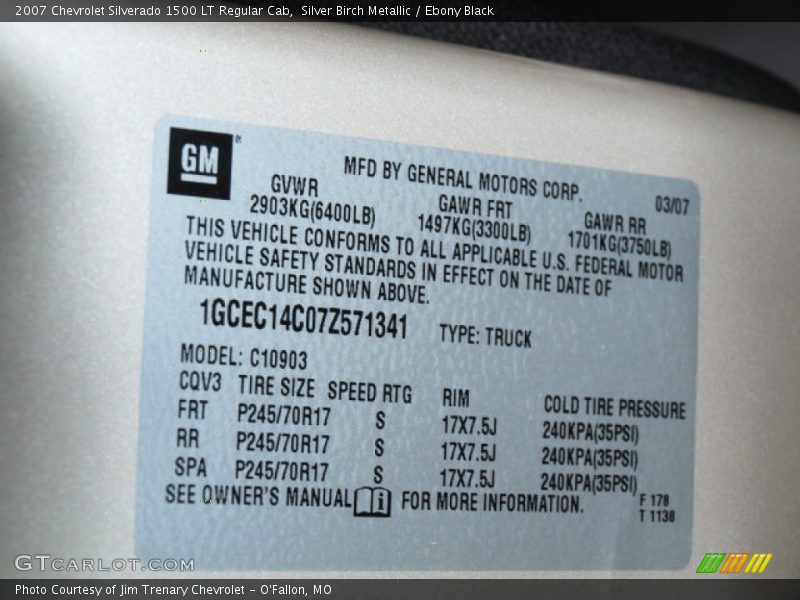 2007 Chevrolet Silverado 1500 LT Regular Cab,  Silver Birch Metallic / Ebony Black
GM®
MFD BY GENERAL MOTORS CORP. 03/07
GVWR GAWR FRT GAWR RR
2903KG(6400LB) 1497KG(3300LB) 1701KG(3750LB)
THIS VEHICLE CONFORMS TO ALL APPLICABLE U.S. FEDERAL MOTOR
VEHICLE SAFETY STANDARDS IN EFFECT ON THE DATE OF
MANUFACTURE SHOWN ABOVE.
1GCEC14C07Z571341 TYPE: TRUCK
MODEL: C10903
CQV3 TIRE SIZE SPEED RTG RIM COLD TIRE PRESSURE
FRT P245/70R17 S 17X7.5J 240KPA(35PSI)
RR P245/70R17 S 17X7.5J 240KPA(35PSI)
SPA P245/70R17 S 17X7.5J 240KPA(35PSI)
SEE OWNER'S MANUAL i FOR MORE INFORMATION.
F 178
T 1138
GTCARLOT.COM
Photo Courtesy of Jim Trenary Chevrolet - O'Fallon, MO